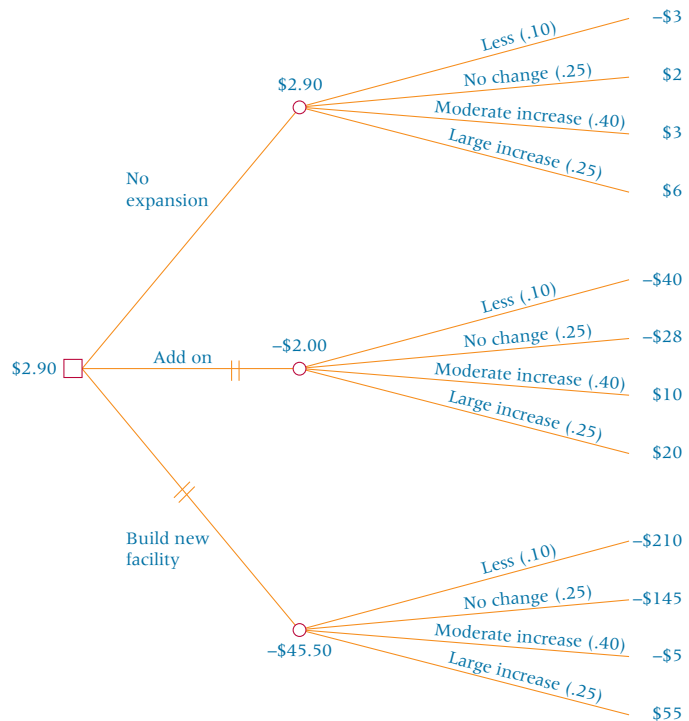 –$3
Less (.10)
$2
No change (.25)
$2.90
Moderate increase (.40)
$3
Large increase (.25)
$6
No
expansion
–$40
Less (.10)
–$28
No change (.25)
–$2.00
Add on
$2.90
Moderate increase (.40)
$10
Large increase (.25)
$20
Build new
facility
–$210
Less (.10)
–$145
No change (.25)
Moderate increase (.40)
–$45.50
–$5
Large increase (.25)
$55